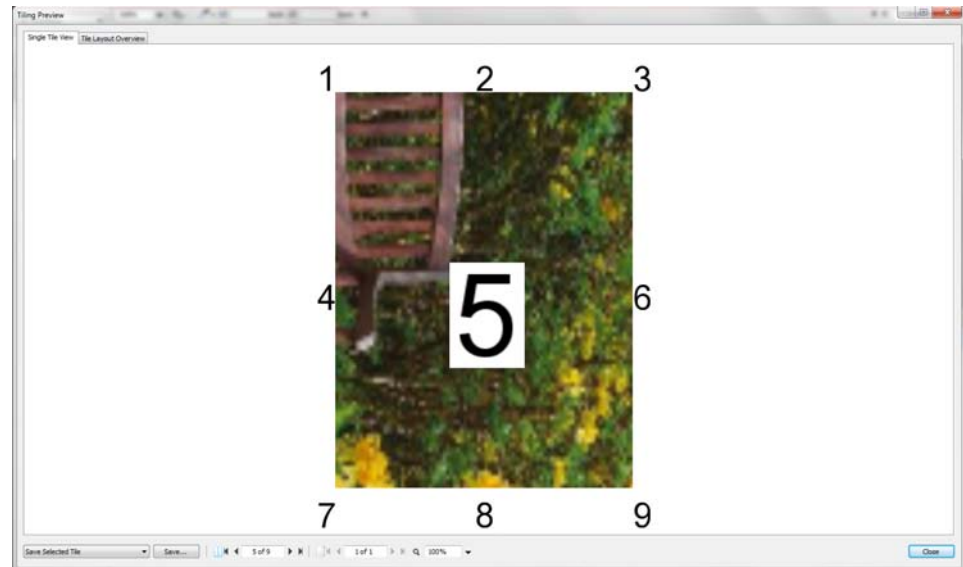 Tiling Preview
Single Tile View Tile Layout Overview
1 2 3
4 5 6
7 8 9
Save Selected Tile Save... 5 of 9 1 of 1 100% Close